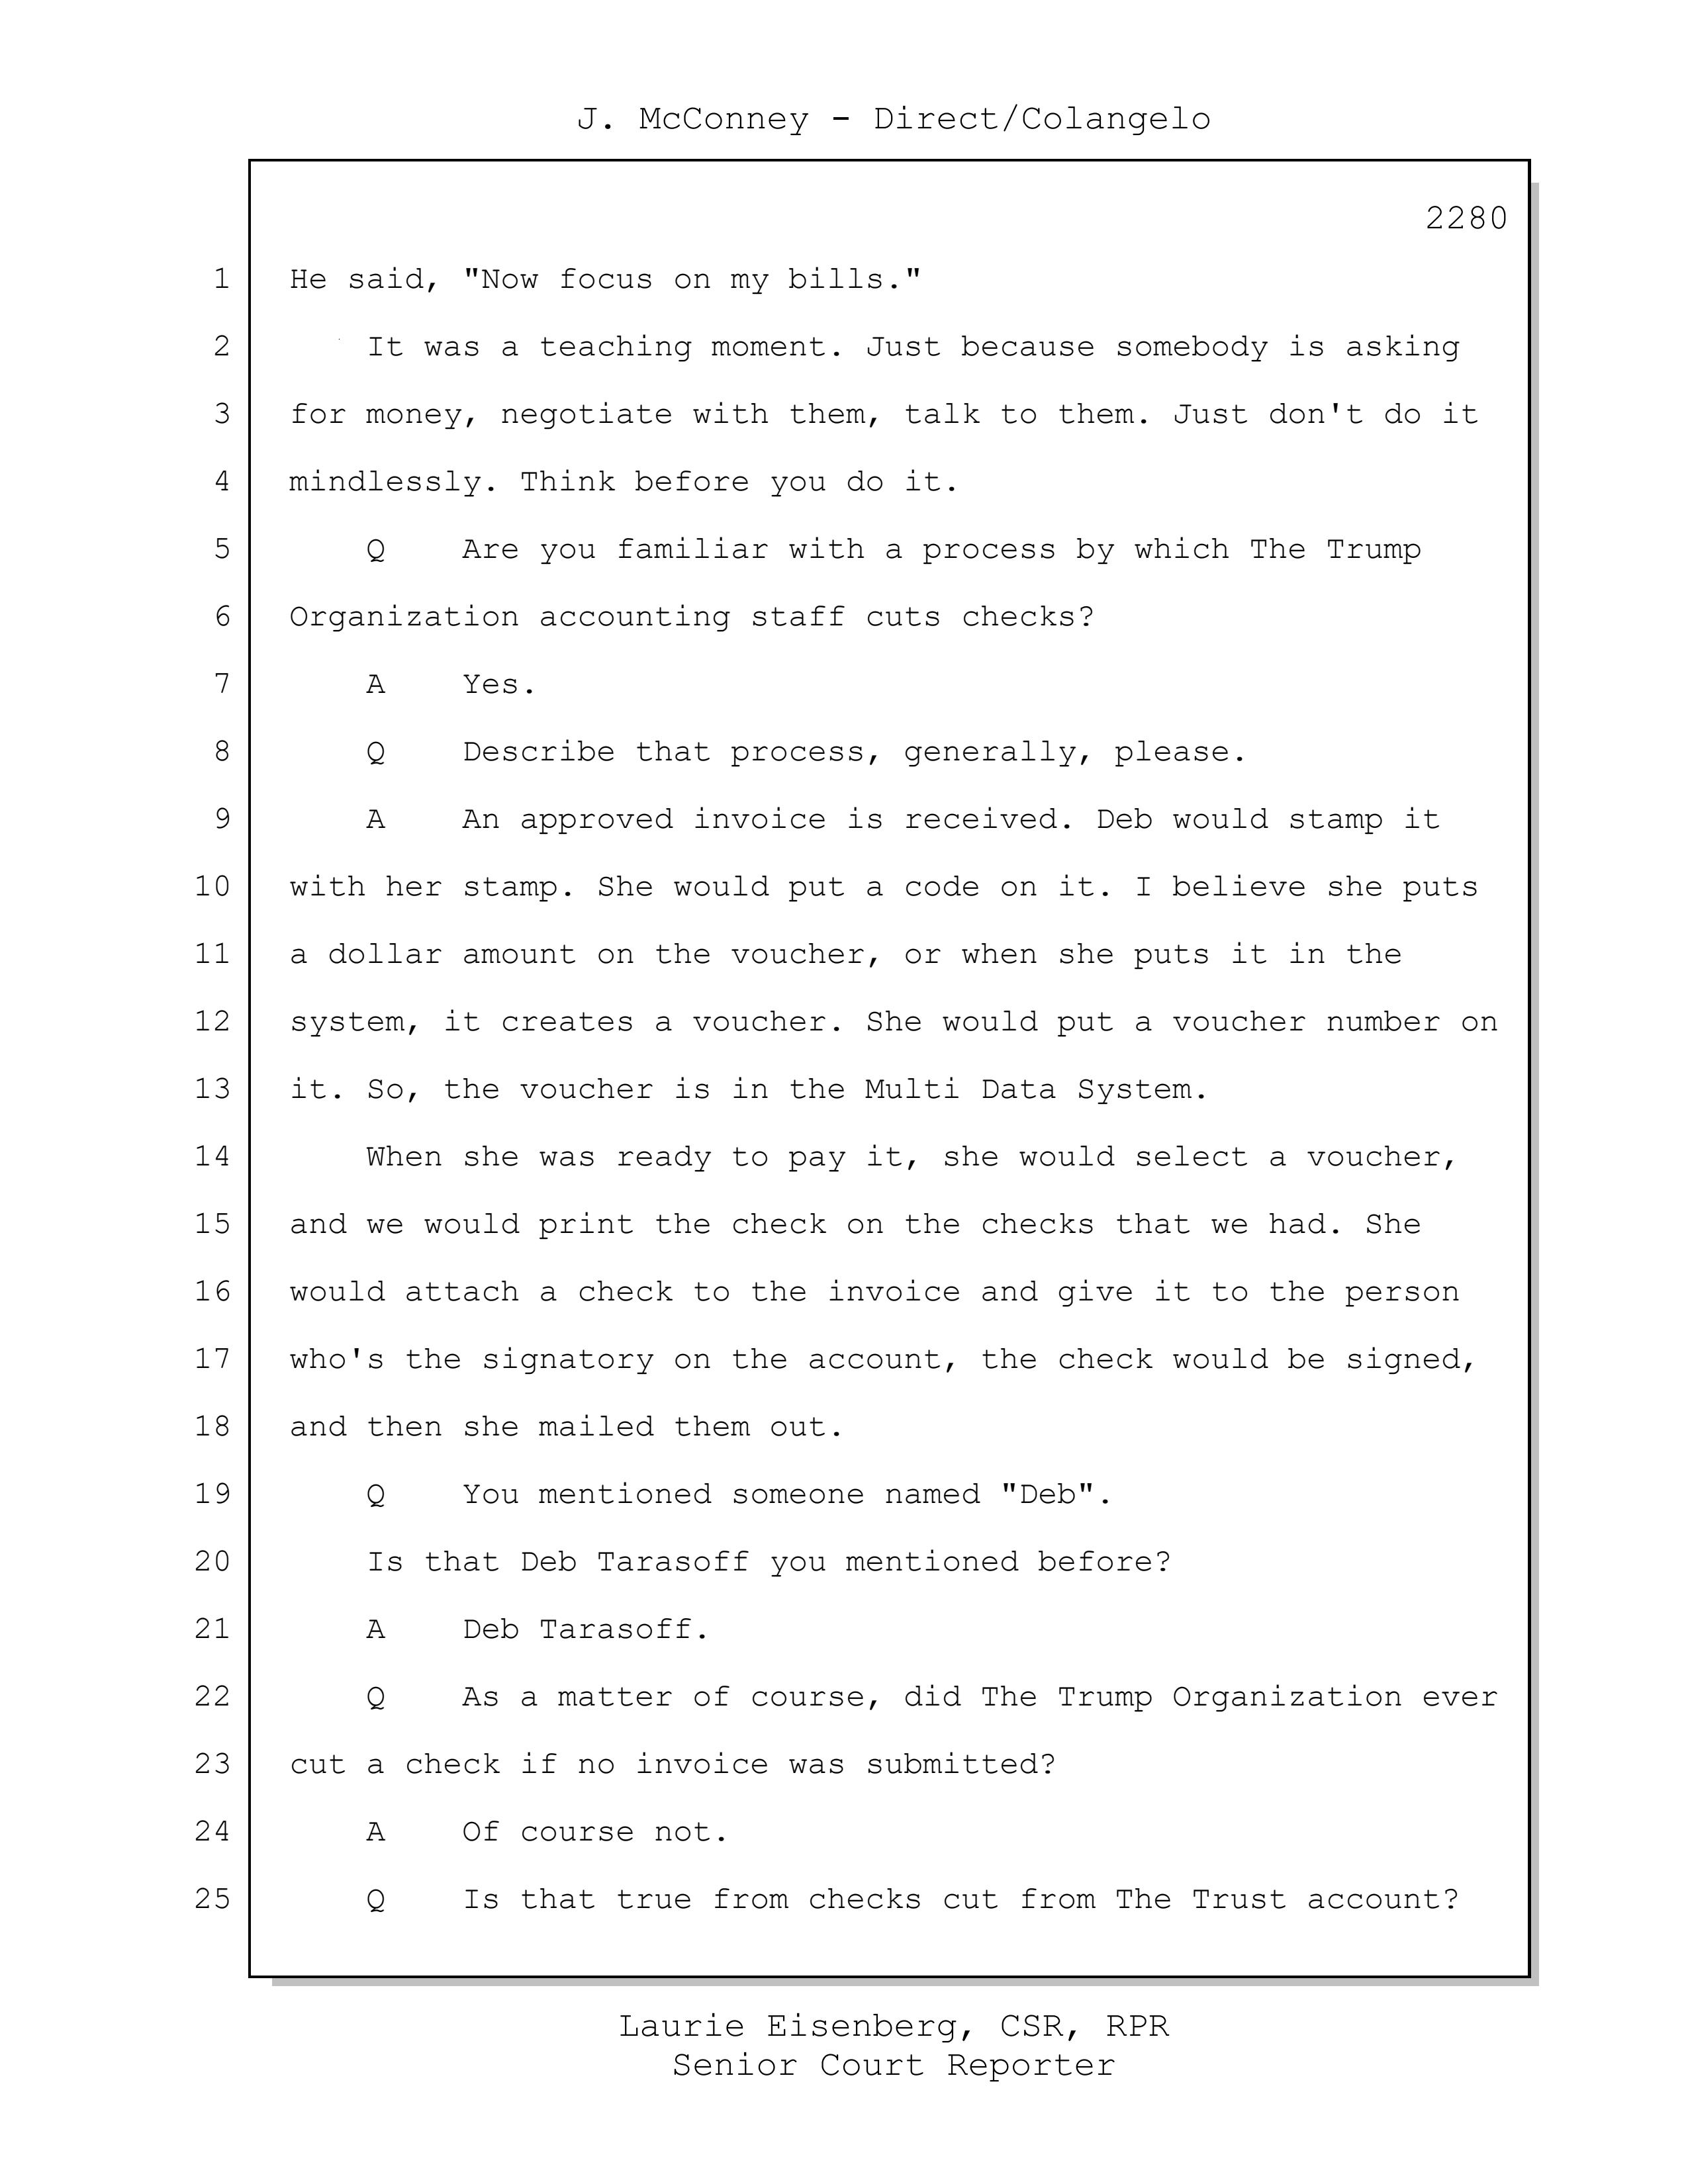 J. McConney - Direct/Colangelo
2280
1 He said, "Now focus on my bills."
2 It was a teaching moment. Just because somebody is asking
3 for money, negotiate with them, talk to them. Just don't do it
4 mindlessly. Think before you do it.
5 Q Are you familiar with a process by which The Trump
6 Organization accounting staff cuts checks?
7 A Yes.
8 Q Describe that process, generally, please.
9 A An approved invoice is received. Deb would stamp it
10 with her stamp. She would put a code on it. I believe she puts
11 a dollar amount on the voucher, or when she puts it in the
12 system, it creates a voucher. She would put a voucher number on
13 it. So, the voucher is in the Multi Data System.
14 When she was ready to pay it, she would select a voucher,
15 and we would print the check on the checks that we had. She
16 would attach a check to the invoice and give it to the person
17 who's the signatory on the account, the check would be signed,
18 and then she mailed them out.
19 Q You mentioned someone named "Deb".
20 Is that Deb Tarasoff you mentioned before?
21 A Deb Tarasoff.
22 Q As a matter of course, did The Trump Organization ever
23 cut a check if no invoice was submitted?
24 A Of course not.
25 Q Is that true from checks cut from The Trust account?
Laurie Eisenberg, CSR, RPR
Senior Court Reporter